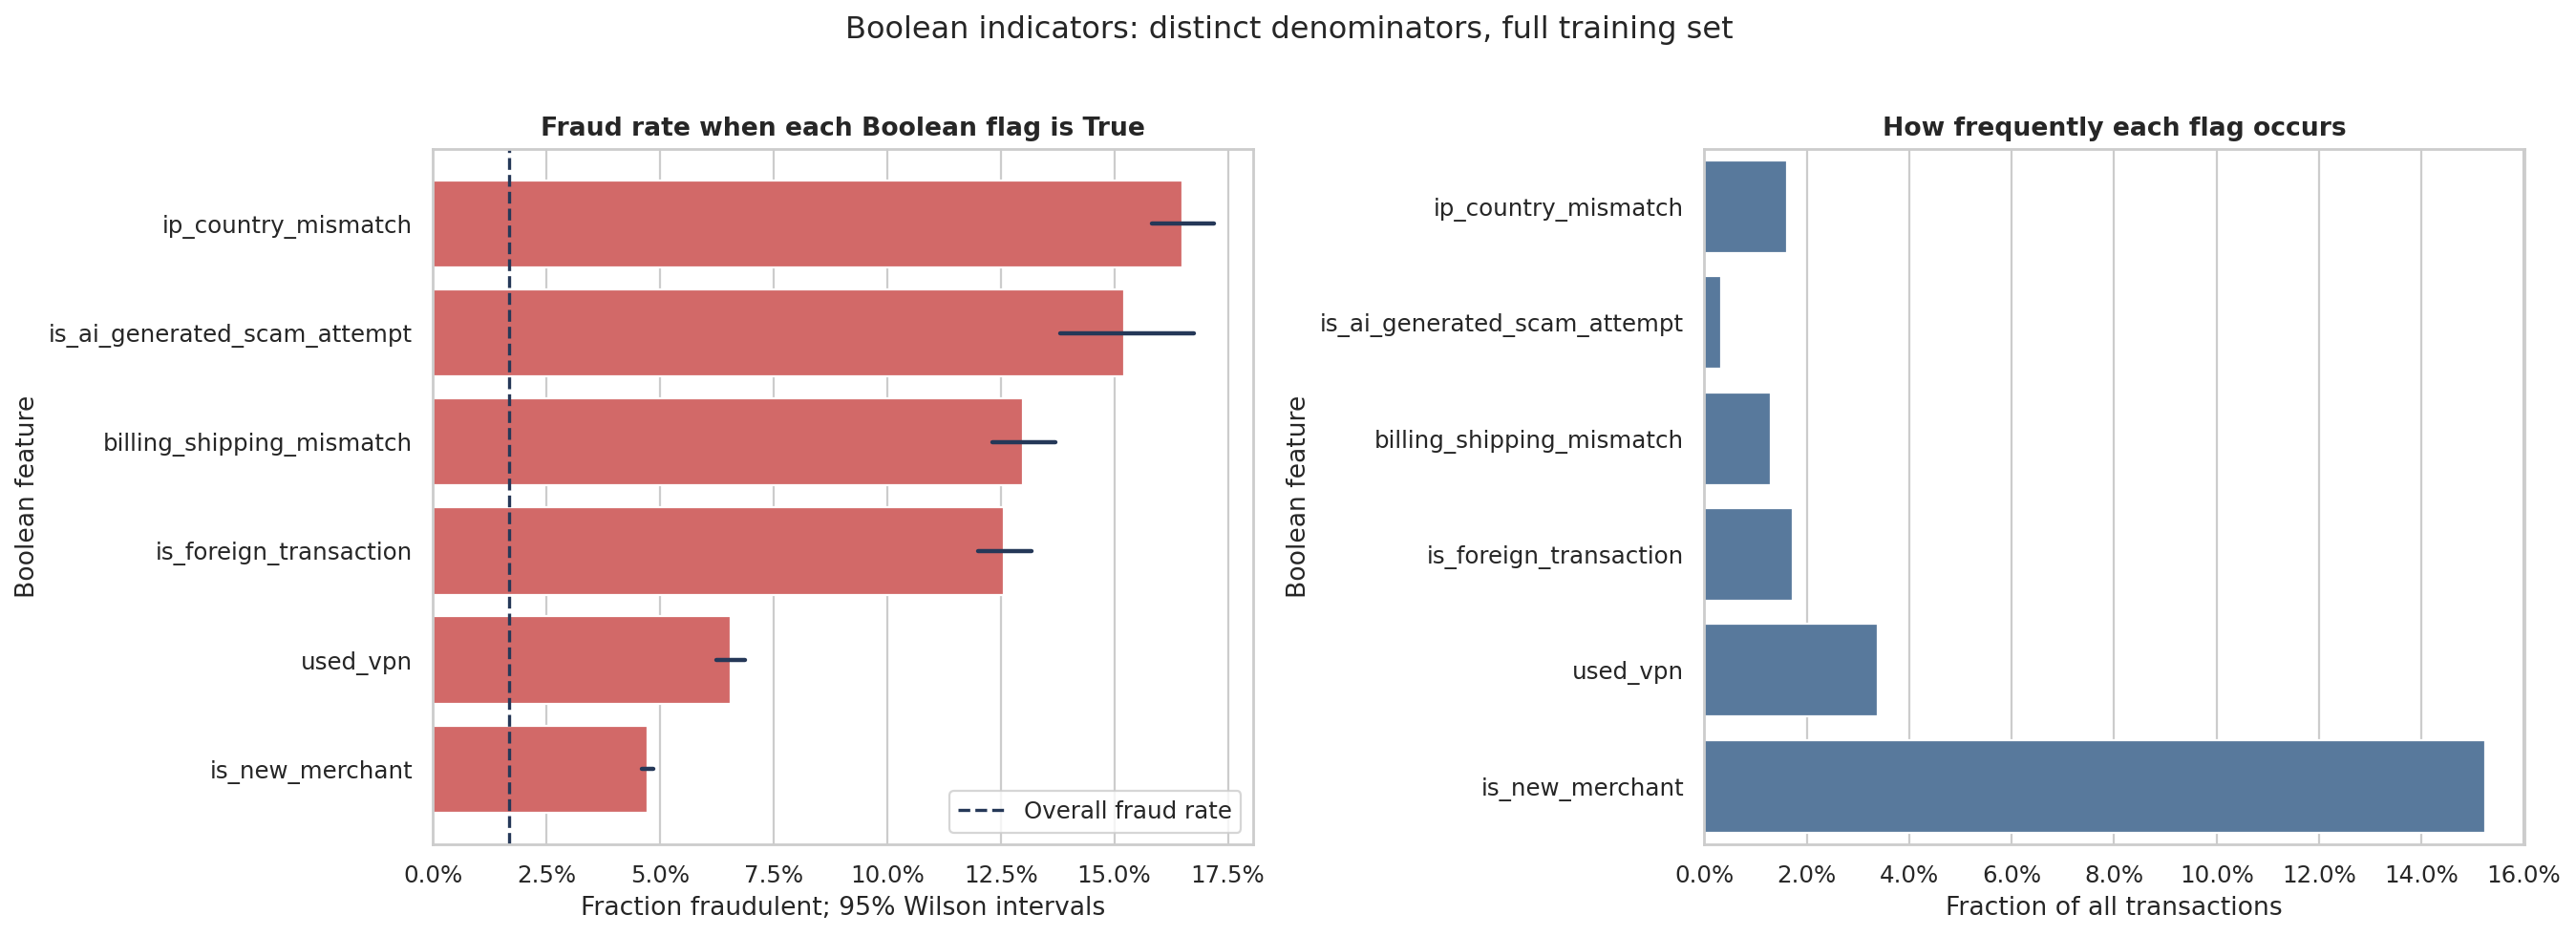 Boolean indicators: distinct denominators, full training set
Fraud rate when each Boolean flag is True
Boolean feature
ip_country_mismatch
is_ai_generated_scam_attempt
billing_shipping_mismatch
is_foreign_transaction
used_vpn
is_new_merchant
Overall fraud rate
0.0% 2.5% 5.0% 7.5% 10.0% 12.5% 15.0% 17.5%
Fraction fraudulent; 95% Wilson intervals
How frequently each flag occurs
Boolean feature
ip_country_mismatch
is_ai_generated_scam_attempt
billing_shipping_mismatch
is_foreign_transaction
used_vpn
is_new_merchant
0.0% 2.0% 4.0% 6.0% 8.0% 10.0% 12.0% 14.0% 16.0%
Fraction of all transactions